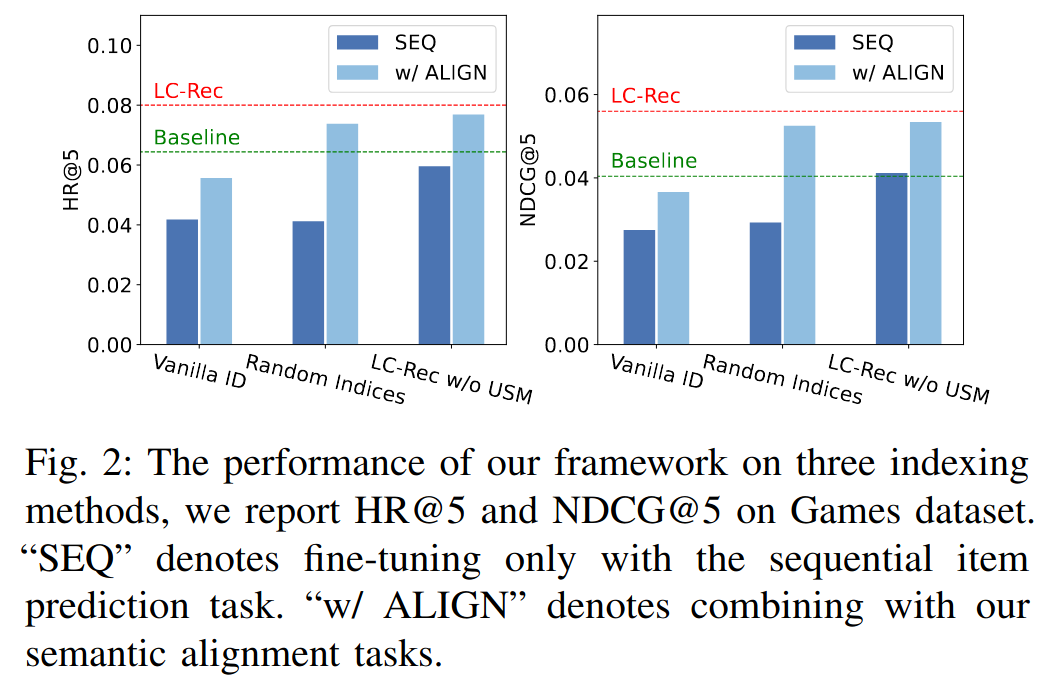 SEQ
w/ ALIGN
LC-Rec
Baseline
HR@5
0.10
0.08
0.06
0.04
0.02
0.00
Vanilla ID
Random Indices
LC-Rec w/o USM
SEQ
w/ ALIGN
LC-Rec
Baseline
NDCG@5
0.06
0.04
0.02
0.00
Vanilla ID
Random Indices
LC-Rec w/o USM
Fig. 2: The performance of our framework on three indexing
methods, we report HR@5 and NDCG@5 on Games dataset.
“SEQ” denotes fine-tuning only with the sequential item
prediction task. “w/ ALIGN” denotes combining with our
semantic alignment tasks.